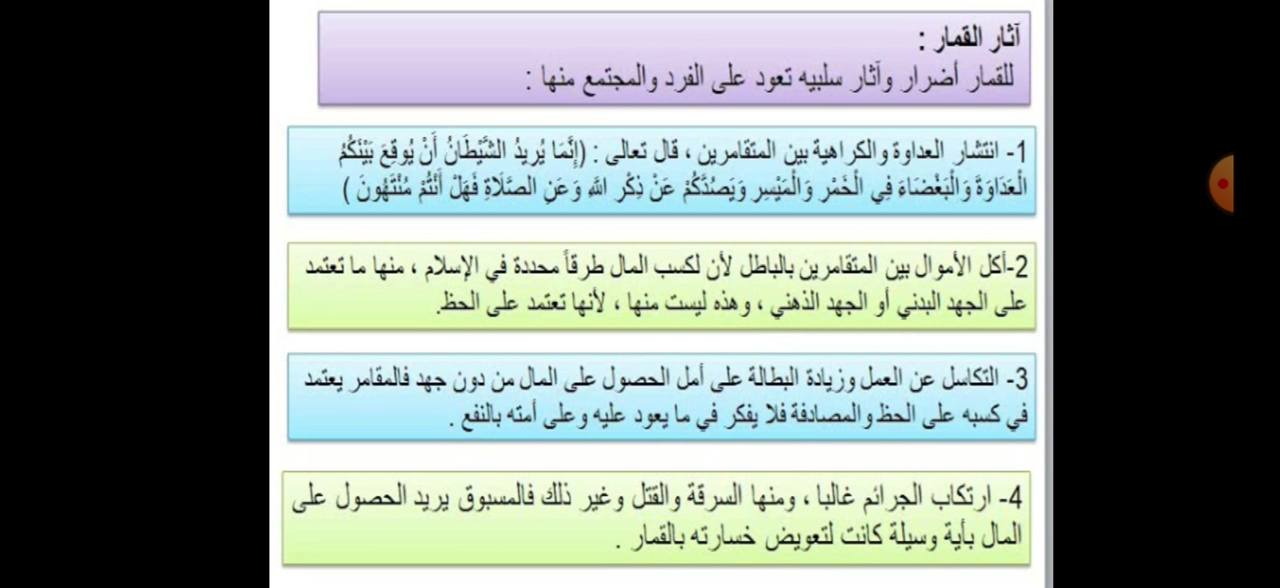 آثار القمار :
للقمار أضرار وآثار سلبيه تعود على الفرد والمجتمع منها :
1- انتشار العداوة والكراهية بين المتقامرين ، قال تعالى : (إِنَّمَا يُرِيدُ الشَّيْطَانُ أَنْ يُوقِعَ بَيْنَكُمُ
الْعَدَاوَةَ وَالْبَغْضَاءَ فِي الْخَمْرِ وَالْمَيْسِرِ وَيَصُدَّكُمْ عَنْ ذِكْرِ اللَّهِ وَعَنِ الصَّلَاةِ فَهَلْ أَنْتُمْ مُنْتَهُونَ )
2-أكل الأموال بين المتقامرين بالباطل لأن لكسب المال طرقاً محددة في الإسلام ، منها ما تعتمد
على الجهد البدني أو الجهد الذهني ، وهذه ليست منها ، لأنها تعتمد على الحظ.
3- التكاسل عن العمل وزيادة البطالة على أمل الحصول على المال من دون جهد فالمقامر يعتمد
في كسبه على الحظ والمصادفة فلا يفكر في ما يعود عليه وعلى أمته بالنفع .
4- ارتكاب الجرائم غالبا ، ومنها السرقة والقتل وغير ذلك فالمسبوق يريد الحصول على
المال بأية وسيلة كانت لتعويض خسارته بالقمار .